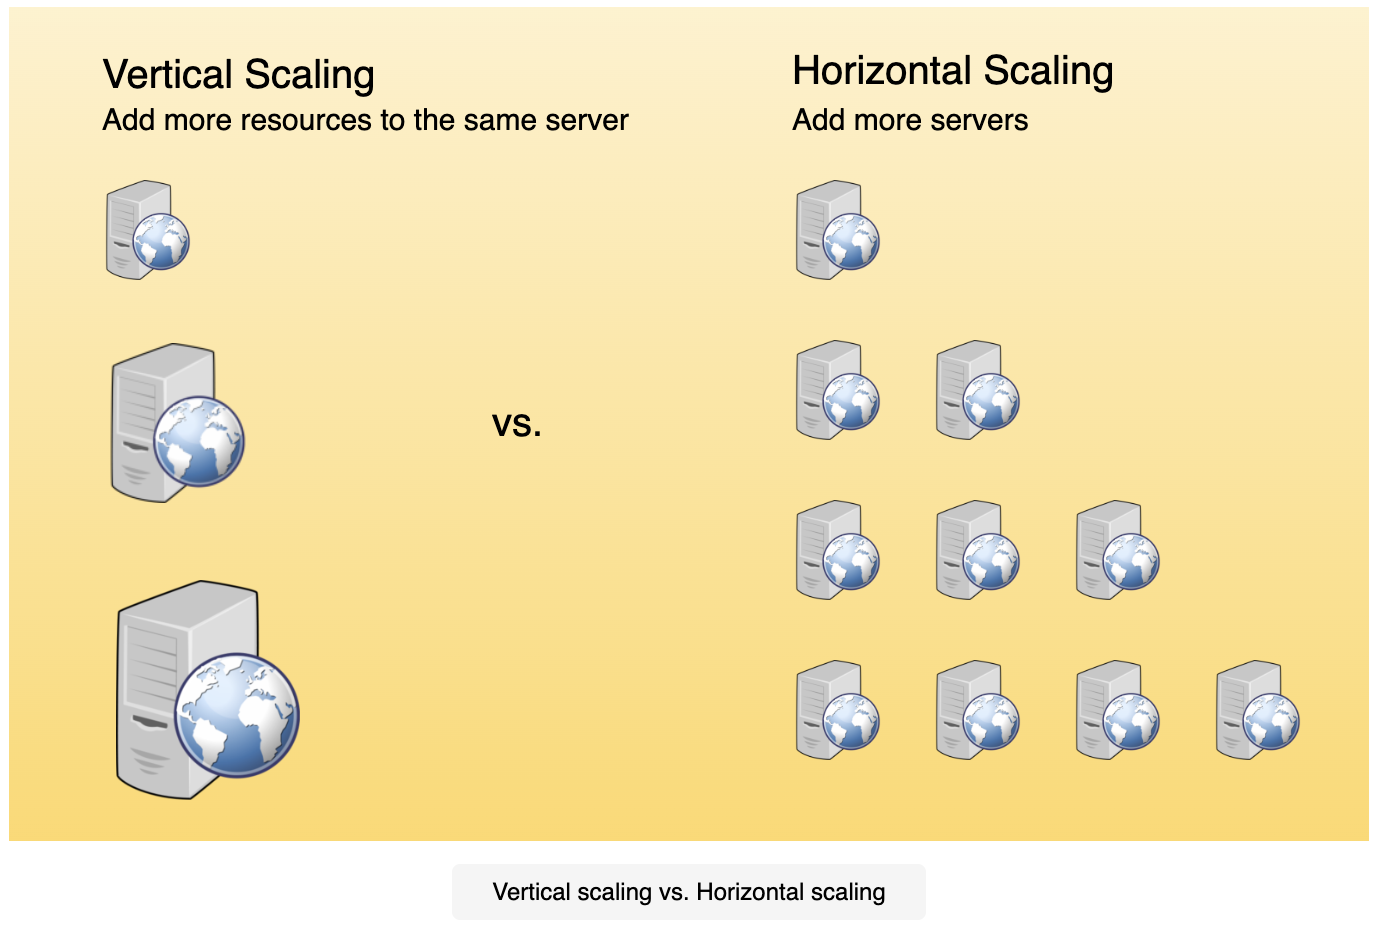 Vertical Scaling
Add more resources to the same server
Horizontal Scaling
Add more servers
vs.
Vertical scaling vs. Horizontal scaling